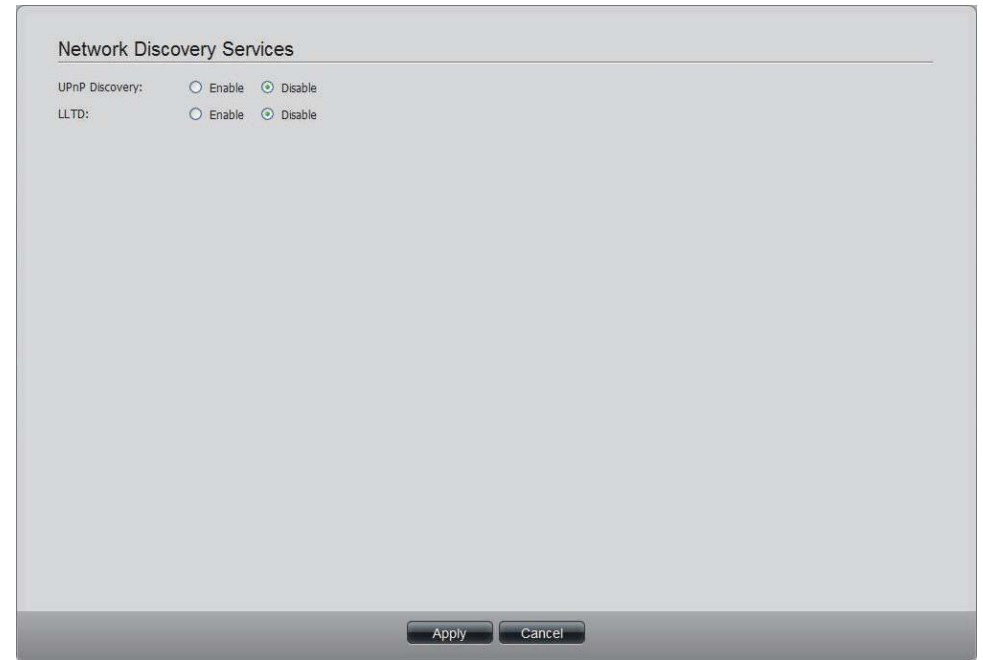 Network Discovery Services
UPnP Discovery: Enable Disable
LLTD: Enable Disable
Apply Cancel